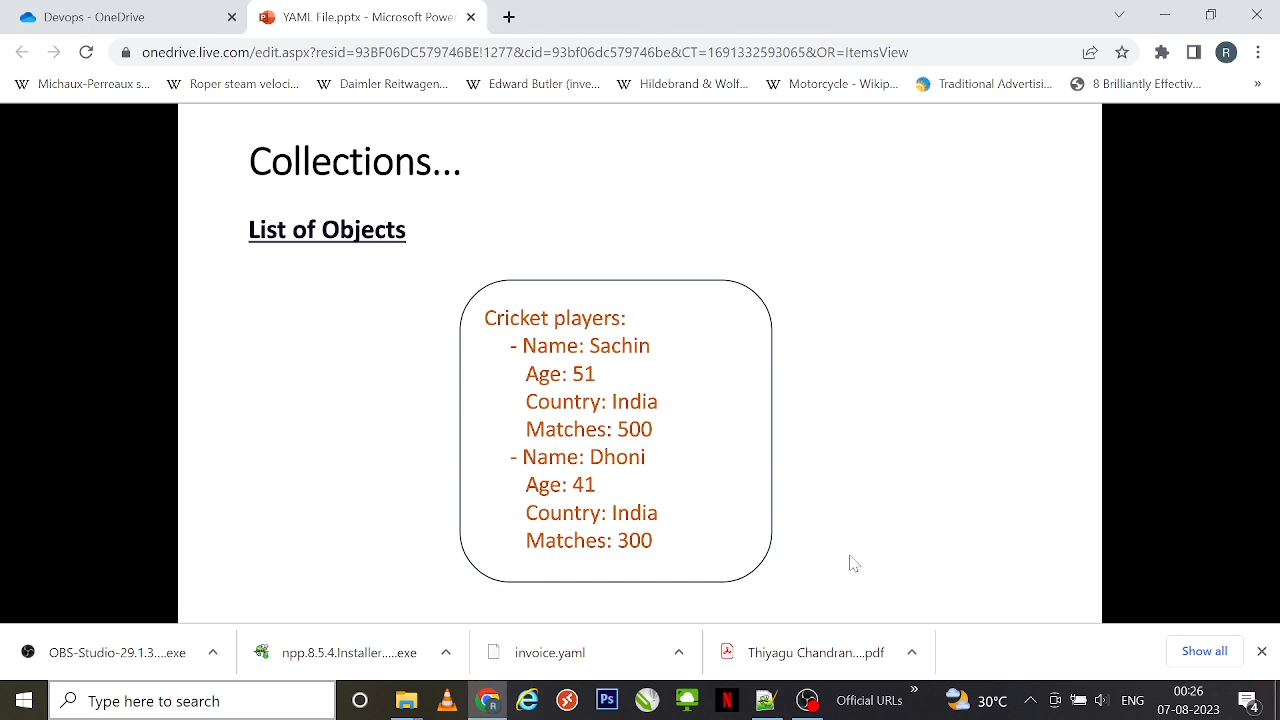 Devops - OneDrive
YAML File.pptx - Microsoft Power
onedrive.live.com/edit.aspx?resid=93BF06DC579746BE!1277&cid=93bf06dc579746be&CT=1691332593065&OR=ItemsView
R
Michaux-Perreaux s...
Roper steam veloci...
Daimler Reitwagen...
Edward Butler (inve...
Hildebrand & Wolf...
Motorcycle - Wikip...
Traditional Advertisi...
8 Brilliantly Effectiv...
»
Collections...
List of Objects
Cricket players:
- Name: Sachin
Age: 51
Country: India
Matches: 500
- Name: Dhoni
Age: 41
Country: India
Matches: 300
OBS-Studio-29.1.3....exe
npp.8.5.4.Installer.....exe
invoice.yaml
Thiyagu Chandran....pdf
Show all
Type here to search
Ps
N
Official URLs
»
30°C
ENG
00:26
07-08-2023
4